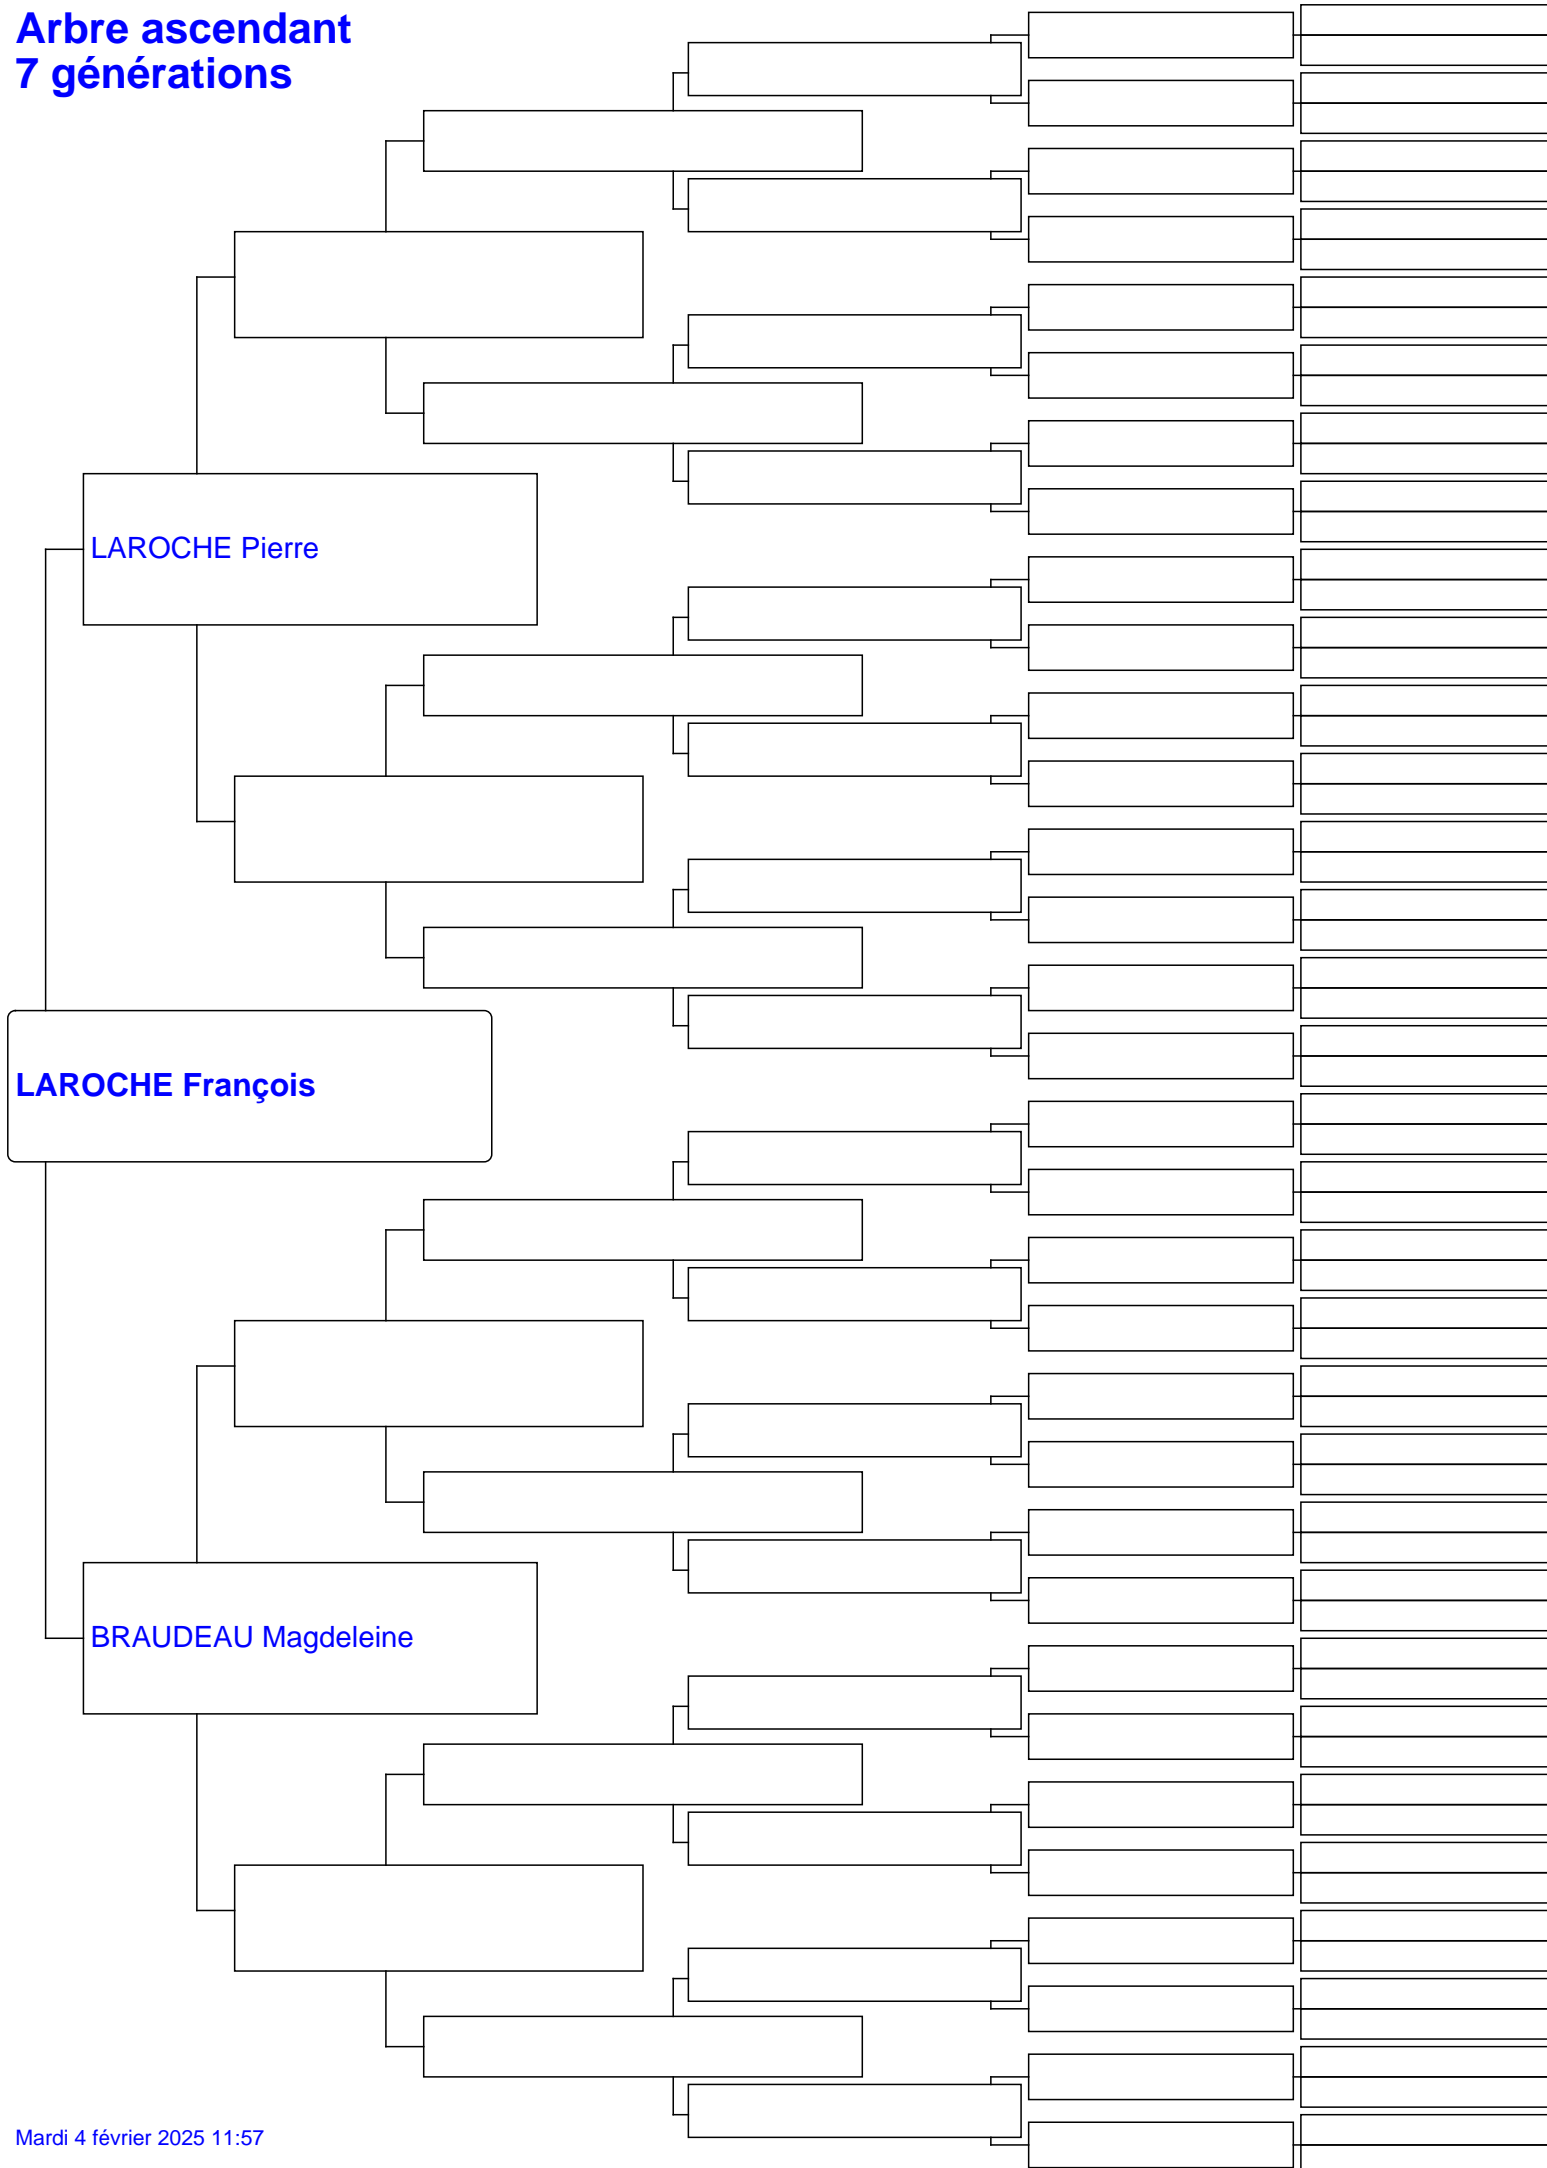 Arbre ascendant
7 générations
LAROCHE Pierre
LAROCHE François
BRAUDEAU Magdeleine
Mardi 4 février 2025 11:57